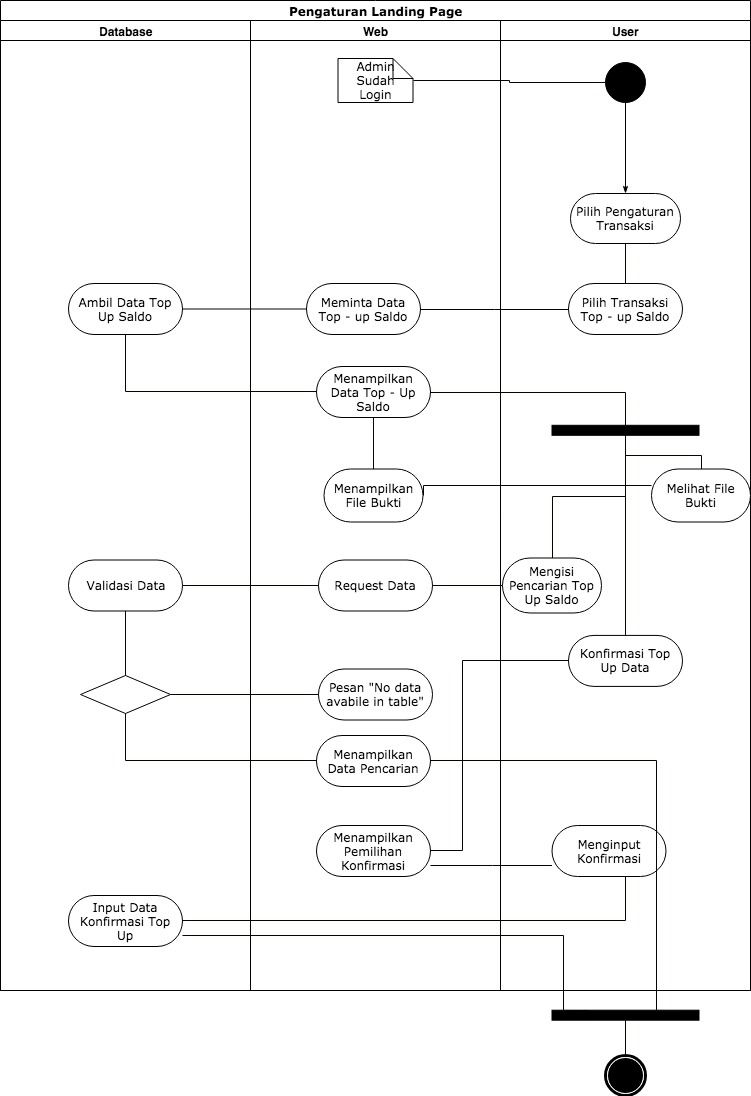 Pengaturan Landing Page
Database
Web
User
Admin
Sudah
Login
Pilih Pengaturan
Transaksi
Ambil Data Top
Up Saldo
Meminta Data
Top - up Saldo
Pilih Transaksi
Top - up Saldo
Menampilkan
Data Top - Up
Saldo
Menampilkan
File Bukti
Melihat File
Bukti
Validasi Data
Request Data
Mengisi
Pencarian Top
Up Saldo
Konfirmasi Top
Up Data
Pesan "No data
avabile in table"
Menampilkan
Data Pencarian
Menampilkan
Pemilihan
Konfirmasi
Menginput
Konfirmasi
Input Data
Konfirmasi Top
Up